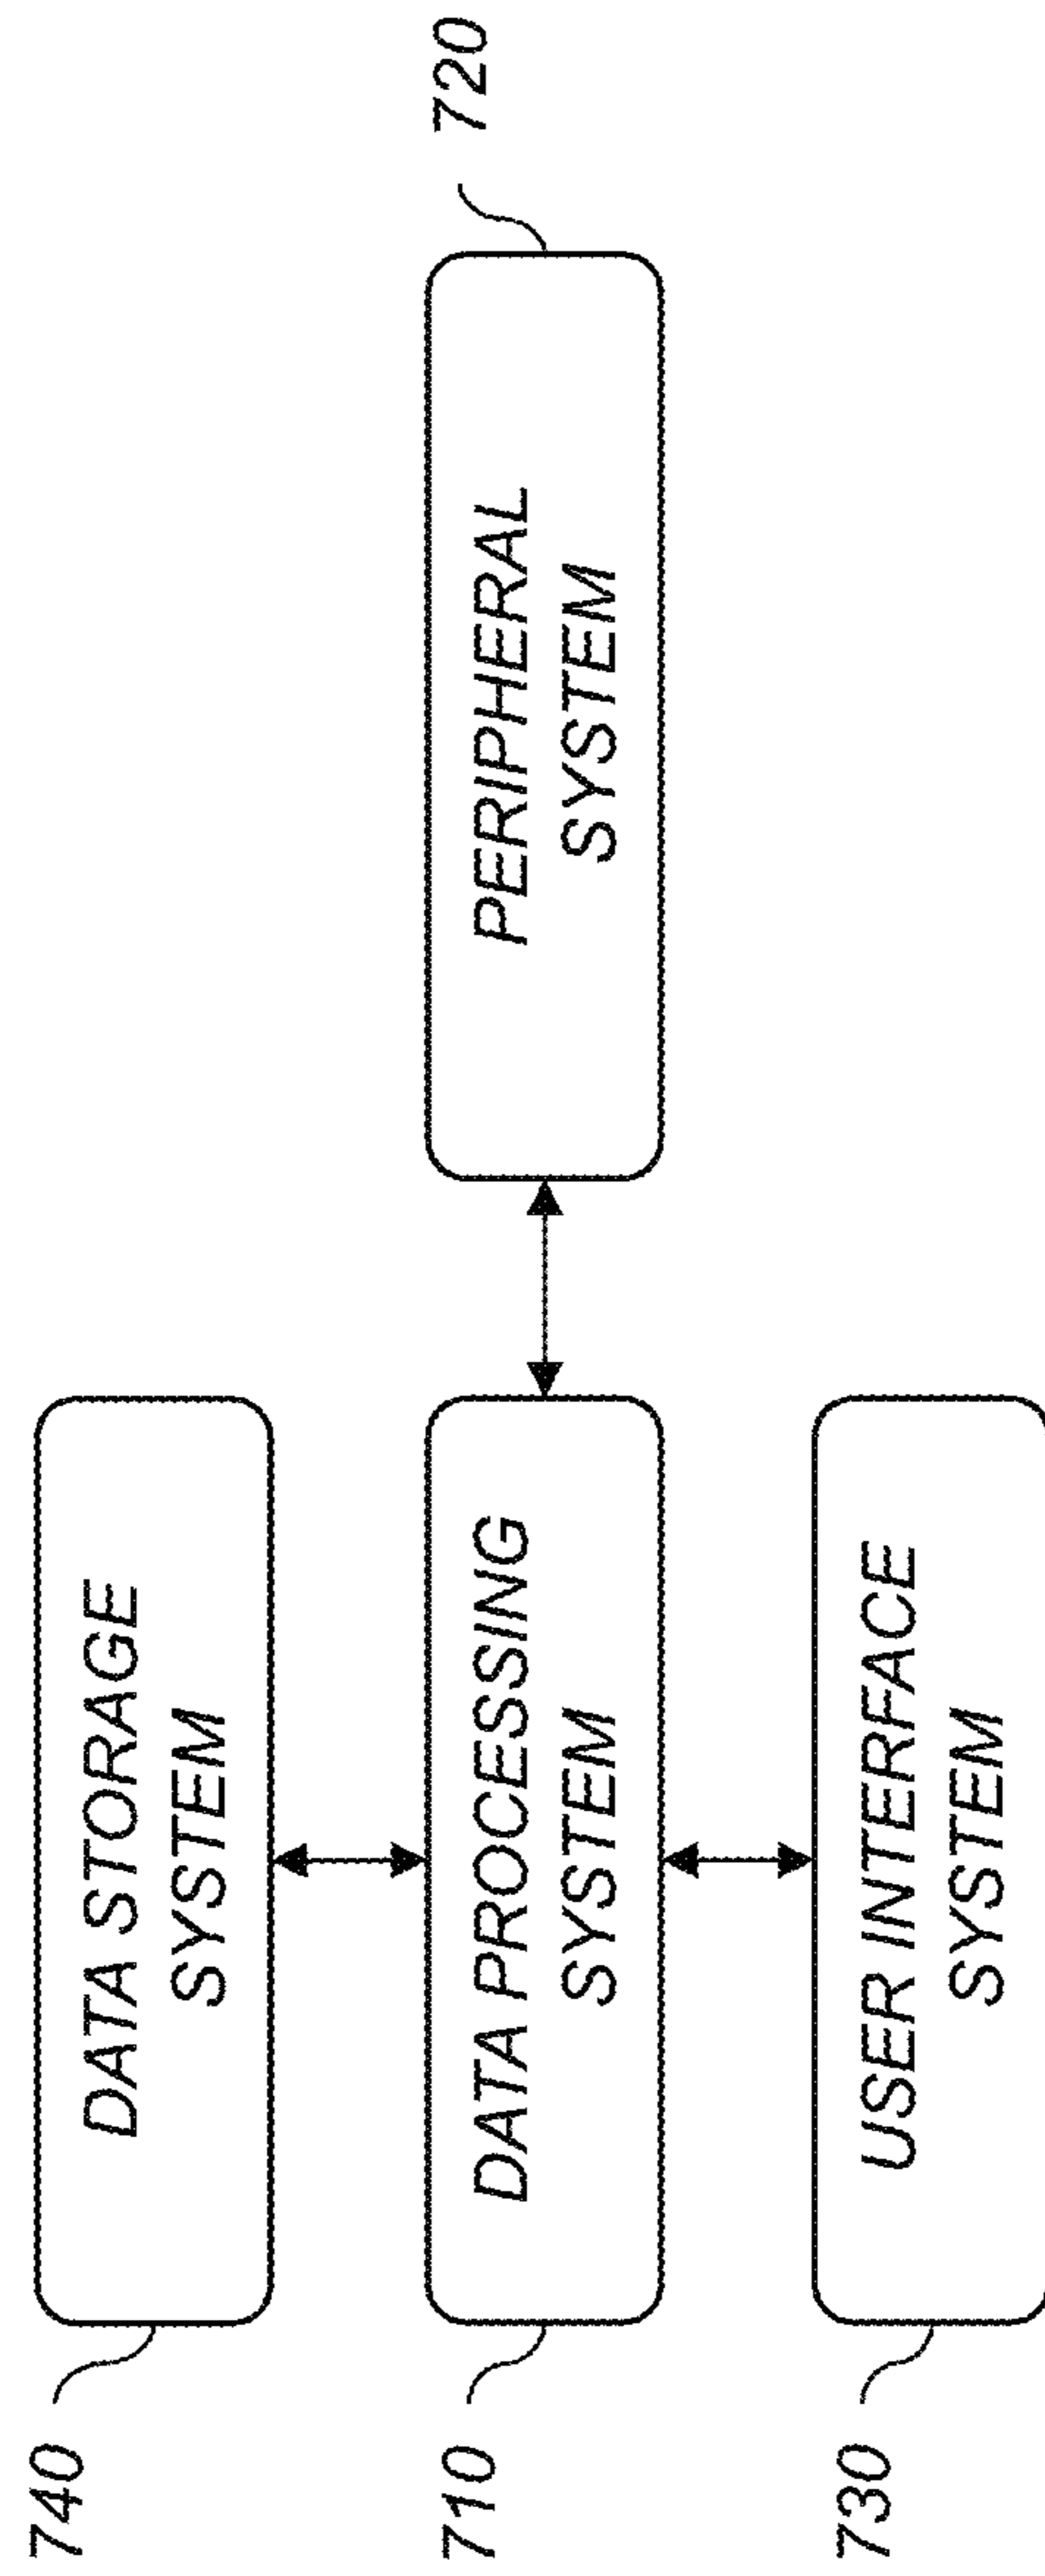 740
DATA STORAGE
SYSTEM
710
DATA PROCESSING
SYSTEM
PERIPHERAL
SYSTEM
720
730
USER INTERFACE
SYSTEM